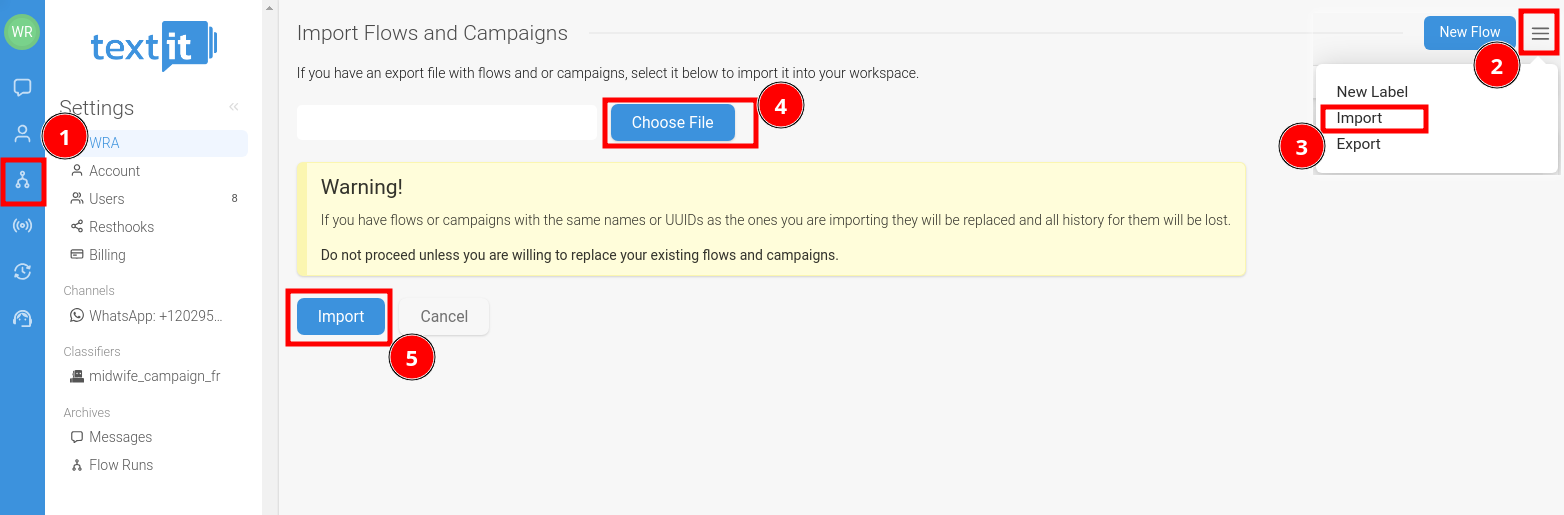 WR
textit
Settings
«
1
WRA
Account
Users 8
Resthooks
Billing
Channels
WhatsApp: +120295...
Classifiers
midwife_campaign_fr
Archives
Messages
Flow Runs
Import Flows and Campaigns
New Flow
2
If you have an export file with flows and or campaigns, select it below to import it into your workspace.
New Label
Import
3
Export
Choose File
4
Warning!
If you have flows or campaigns with the same names or UUIDs as the ones you are importing they will be replaced and all history for them will be lost.
Do not proceed unless you are willing to replace your existing flows and campaigns.
Import
Cancel
5